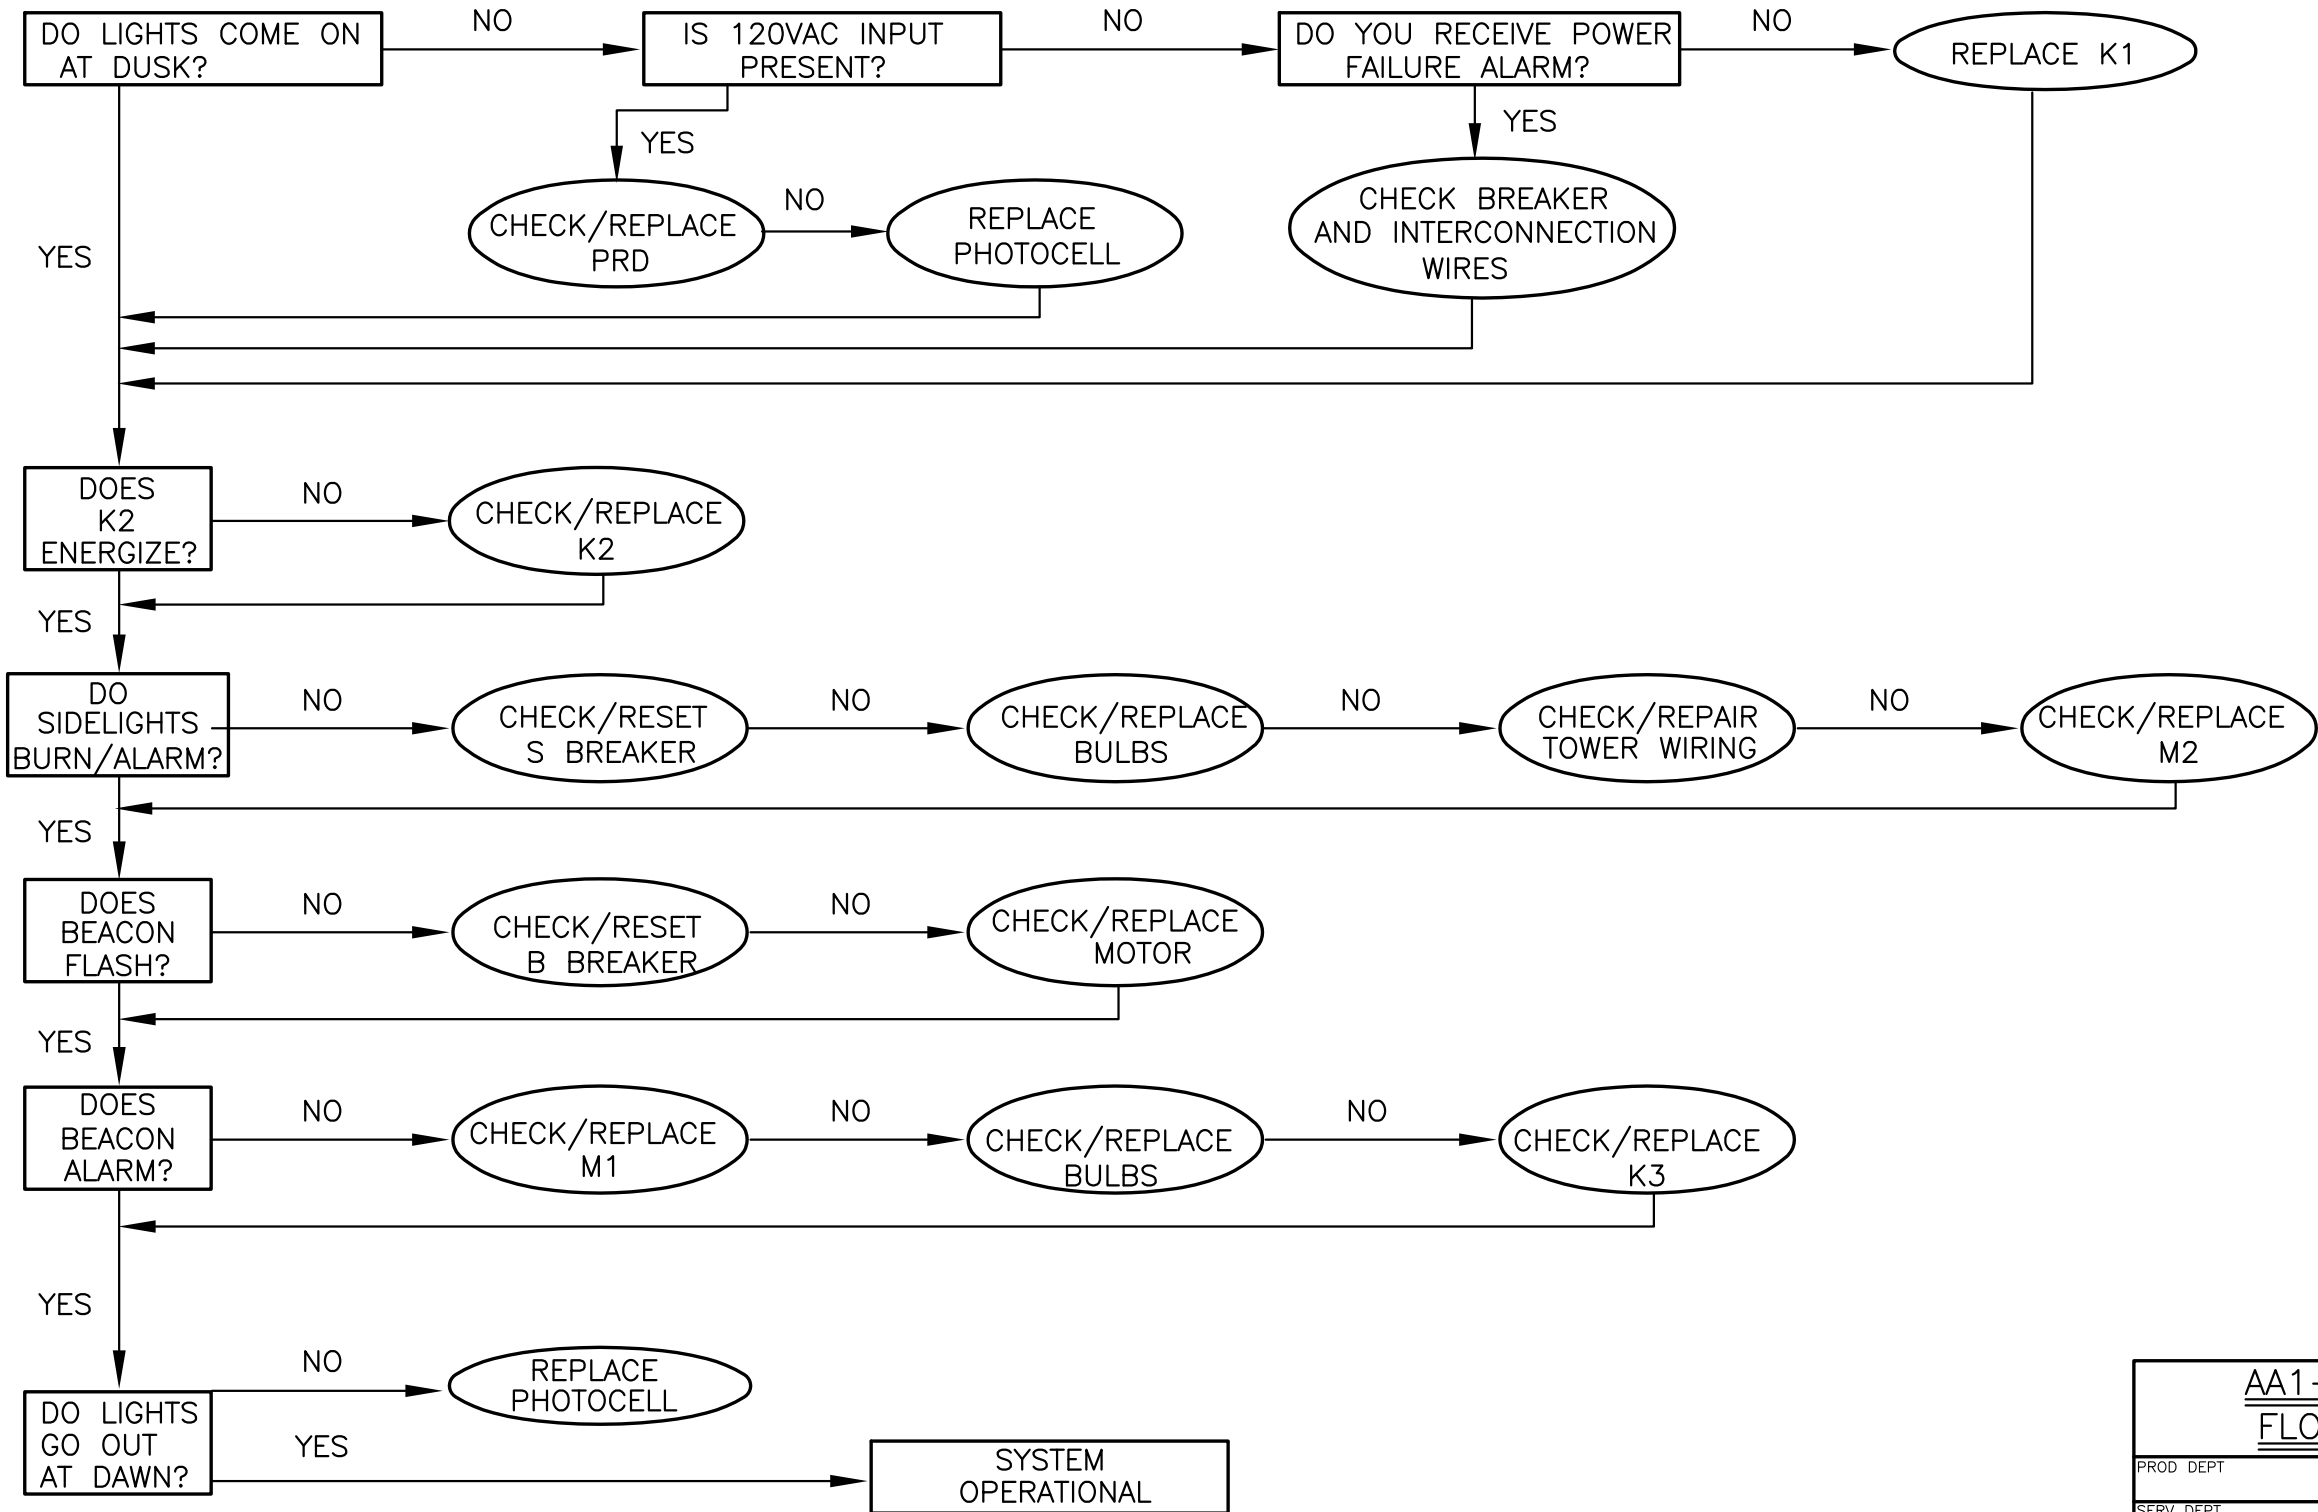 DO LIGHTS COME ON
AT DUSK?
NO
IS 120VAC INPUT
PRESENT?
NO
DO YOU RECEIVE POWER
FAILURE ALARM?
NO
REPLACE K1
YES
YES
YES
CHECK/REPLACE
PRD
NO
REPLACE
PHOTOCELL
CHECK BREAKER
AND INTERCONNECTION
WIRES
DOES
K2
ENERGIZE?
NO
CHECK/REPLACE
K2
YES
DO
SIDELIGHTS
BURN/ALARM?
NO
CHECK/RESET
S BREAKER
NO
CHECK/REPLACE
BULBS
NO
CHECK/REPAIR
TOWER WIRING
NO
CHECK/REPLACE
M2
YES
DOES
BEACON
FLASH?
NO
CHECK/RESET
B BREAKER
NO
CHECK/REPLACE
MOTOR
YES
DOES
BEACON
ALARM?
NO
CHECK/REPLACE
M1
NO
CHECK/REPLACE
BULBS
NO
CHECK/REPLACE
K3
YES
DO LIGHTS
GO OUT
AT DAWN?
NO
REPLACE
PHOTOCELL
YES
SYSTEM
OPERATIONAL
AA1-
FLO
PROD DEPT
SERV DEPT